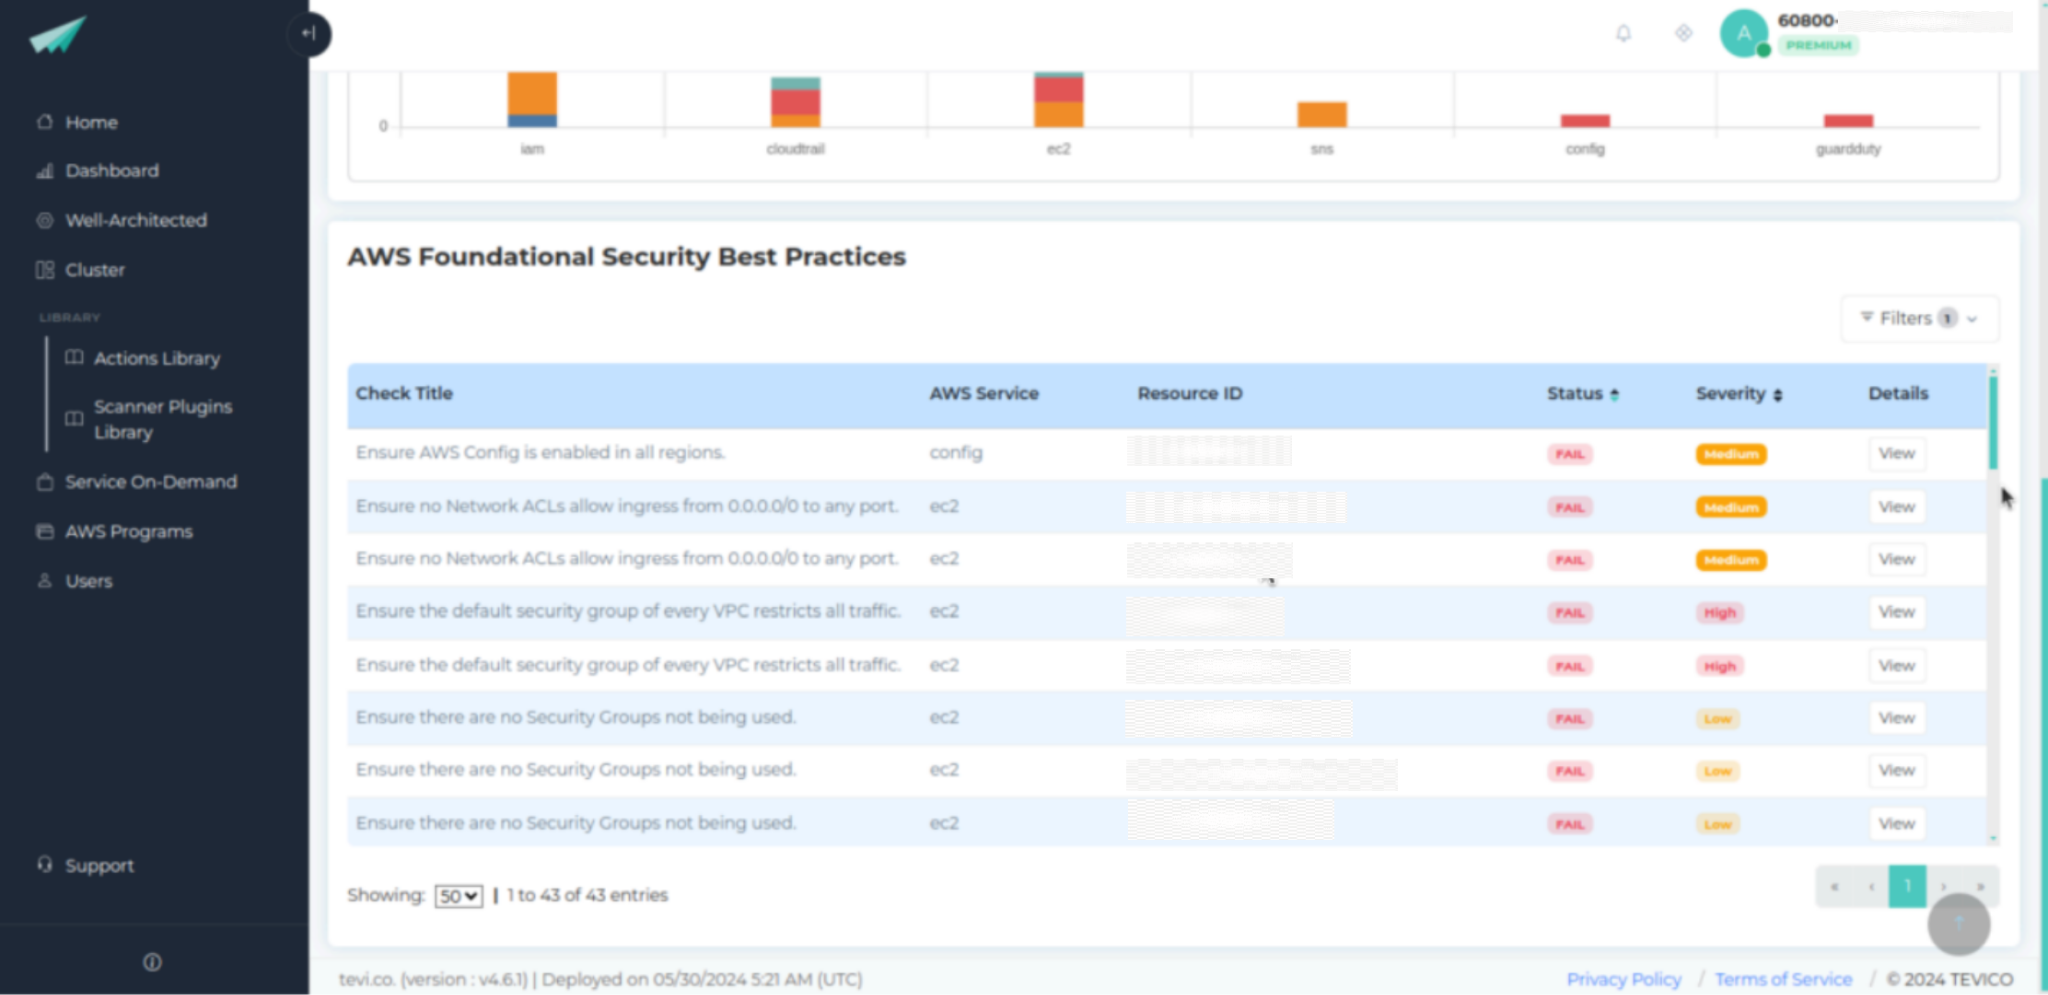 60800-
A
PREMIUM
Home
Dashboard
Well-Architected
Cluster
LIBRARY
Actions Library
Scanner Plugins
Library
Service On-Demand
AWS Programs
Users
Support
0
iam cloudtrail ec2 sns config guardduty
AWS Foundational Security Best Practices
Filters 1
Check Title AWS Service Resource ID Status Severity Details
Ensure AWS Config is enabled in all regions. config FAIL Medium View
Ensure no Network ACLs allow ingress from 0.0.0.0/0 to any port. ec2 FAIL Medium View
Ensure no Network ACLs allow ingress from 0.0.0.0/0 to any port. ec2 FAIL Medium View
Ensure the default security group of every VPC restricts all traffic. ec2 FAIL High View
Ensure the default security group of every VPC restricts all traffic. ec2 FAIL High View
Ensure there are no Security Groups not being used. ec2 FAIL Low View
Ensure there are no Security Groups not being used. ec2 FAIL Low View
Ensure there are no Security Groups not being used. ec2 FAIL Low View
Showing: 50 | 1 to 43 of 43 entries
« ‹ 1 › »
tevi.co. (version : v4.6.1) | Deployed on 05/30/2024 5:21 AM (UTC)
Privacy Policy / Terms of Service / © 2024 TEVICO